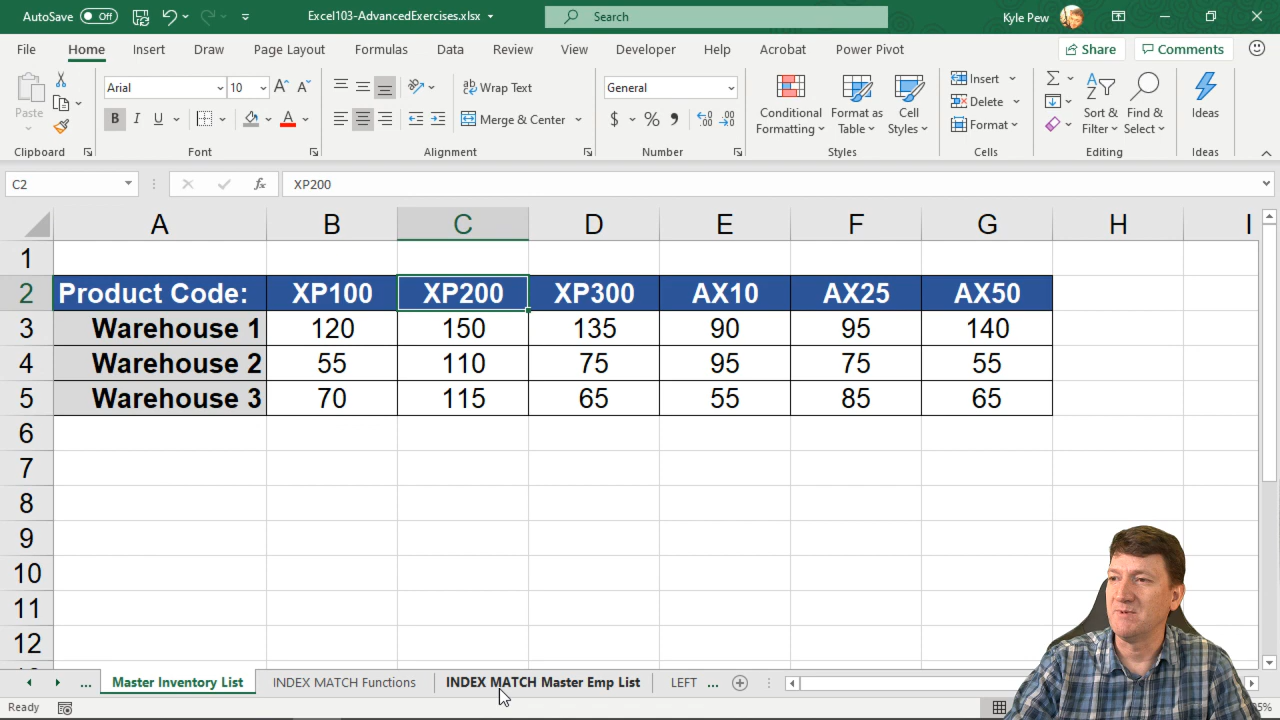 AutoSave Off Excel103-AdvancedExercises.xlsx Search Kyle Pew
File Home Insert Draw Page Layout Formulas Data Review View Developer Help Acrobat Power Pivot Share Comments
Paste Arial 10 Wrap Text General Conditional Formatting Format as Table Cell Styles Insert Sort & Filter Find & Select Ideas
B I U Merge & Center $ % Delete
Format
Clipboard Font Alignment Number Styles Cells Editing Ideas
C2 fx XP200
A B C D E F G H I
1
2 Product Code: XP100 XP200 XP300 AX10 AX25 AX50
3 Warehouse 1 120 150 135 90 95 140
4 Warehouse 2 55 110 75 95 75 55
5 Warehouse 3 70 115 65 55 85 65
6
7
8
9
10
11
12
... Master Inventory List INDEX MATCH Functions INDEX MATCH Master Emp List LEFT ...
Ready